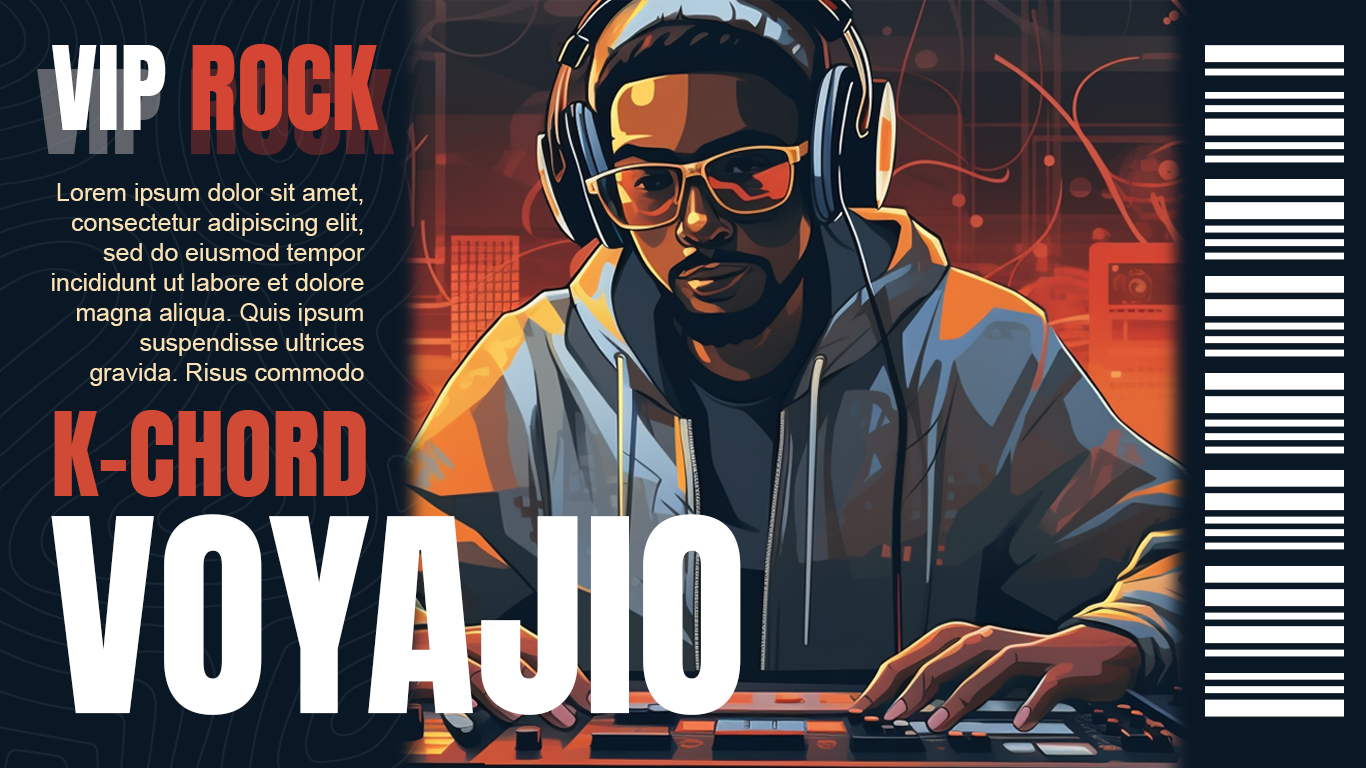 VIP ROCK
Lorem ipsum dolor sit amet,
consectetur adipiscing elit,
sed do eiusmod tempor
incididunt ut labore et dolore
magna aliqua. Quis ipsum
suspendisse ultrices
gravida. Risus commodo
K-CHORD
VOYAJIO